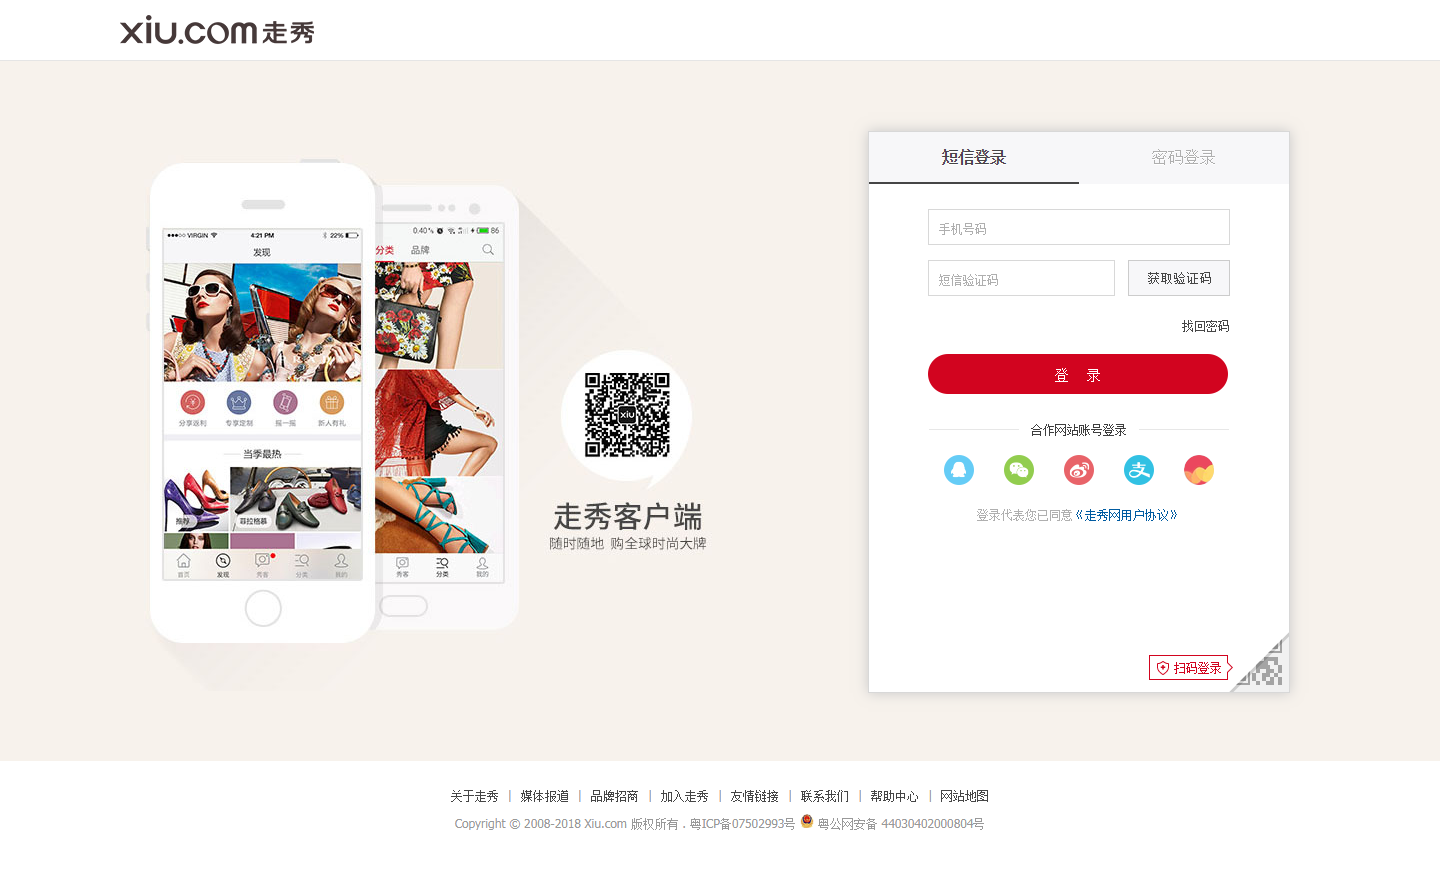 xiu.com走秀
短信登录
密码登录
手机号码
短信验证码
获取验证码
找回密码
登 录
合作网站账号登录
登录代表您已同意《走秀网用户协议》
扫码登录
●●●○○ VIRGIN
4:21 PM
22%
发现
分享返利
专享定制
摇一摇
新人有礼
当季最热
推荐
菲拉格慕
首页
发现
秀客
分类
我的
0.40
86
分类
品牌
秀客
分类
我的
xiu
走秀客户端
随时随地 购全球时尚大牌
关于走秀 | 媒体报道 | 品牌招商 | 加入走秀 | 友情链接 | 联系我们 | 帮助中心 | 网站地图
Copyright © 2008-2018 Xiu.com 版权所有 . 粤ICP备07502993号 粤公网安备 44030402000804号